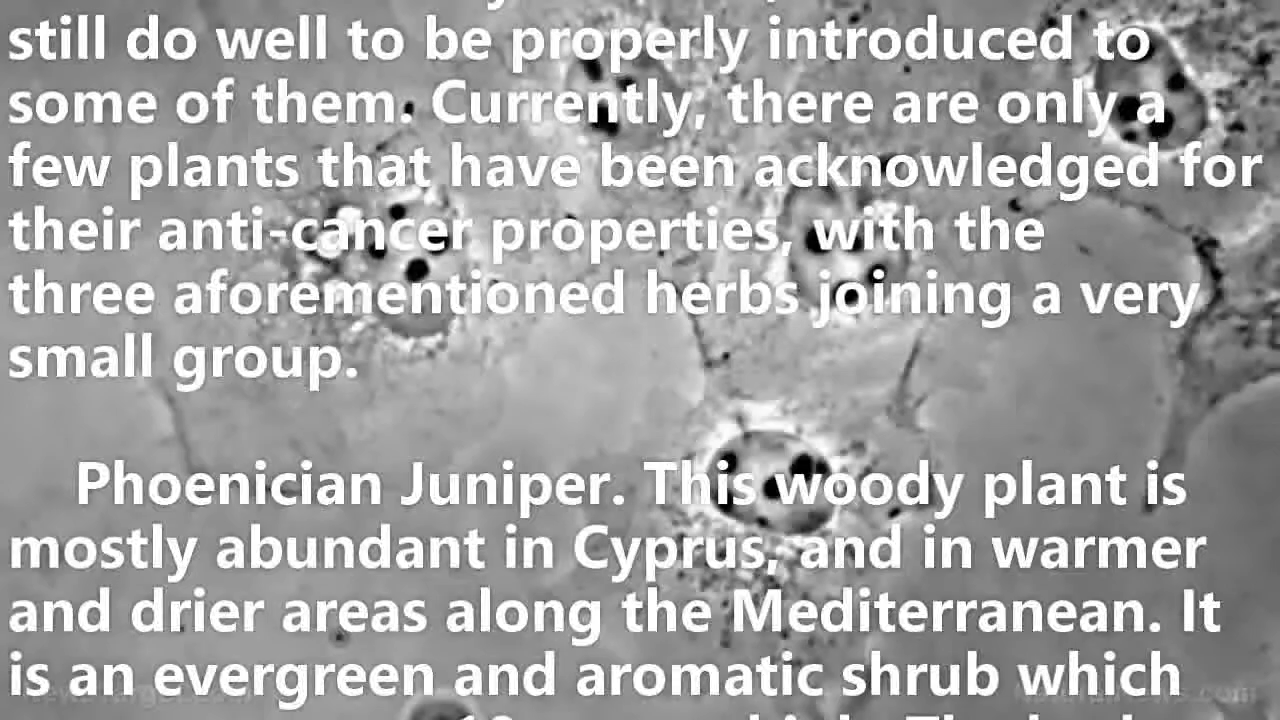 still do well to be properly introduced to
some of them. Currently, there are only a
few plants that have been acknowledged for
their anti-cancer properties, with the
three aforementioned herbs joining a very
small group.
Phoenician Juniper. This woody plant is
mostly abundant in Cyprus, and in warmer
and drier areas along the Mediterranean. It
is an evergreen and aromatic shrub which